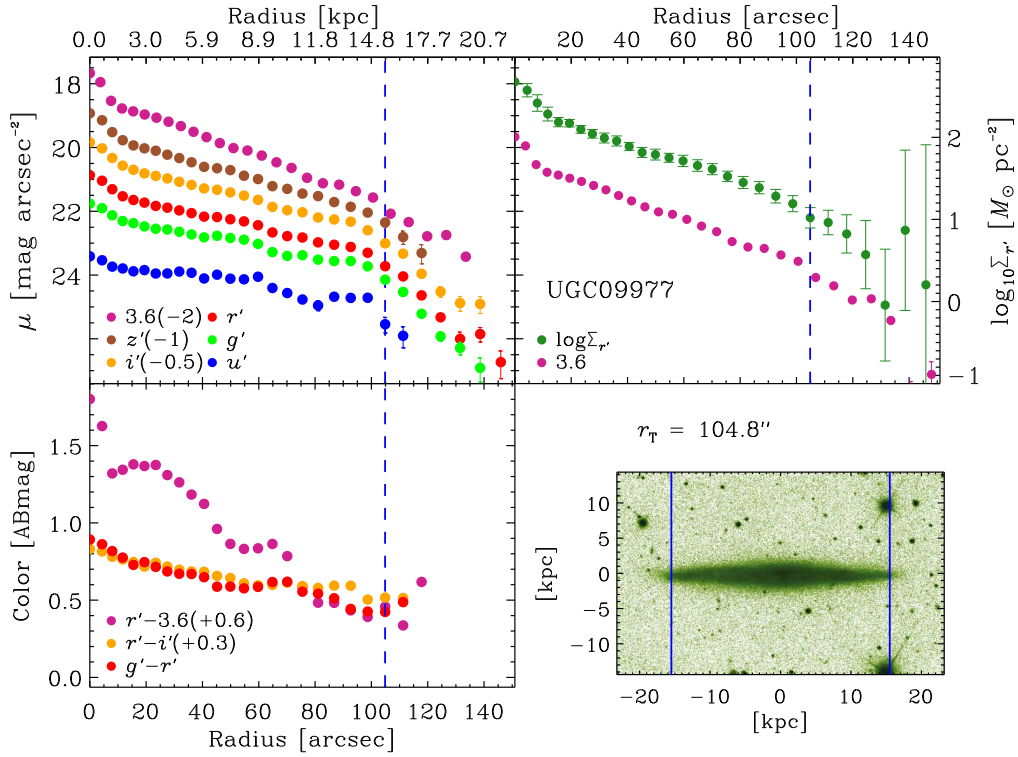 Radius [kpc]
0.0 3.0 5.9 8.9 11.8 14.8 17.7 20.7
Radius [arcsec]
20 40 60 80 100 120 140
μ [mag arcsec⁻²]
18
20
22
24
3.6(−2) r′
z′(−1) g′
i′(−0.5) u′
UGC09977
logΣr′
3.6
2
1
0
−1
log₁₀Σr′ [M⊙ pc⁻²]
Color [ABmag]
1.5
1.0
0.5
0.0
r′−3.6(+0.6)
r′−i′(+0.3)
g′−r′
0 20 40 60 80 100 120 140
Radius [arcsec]
rT = 104.8″
[kpc]
10
5
0
−5
−10
−20 −10 0 10 20
[kpc]